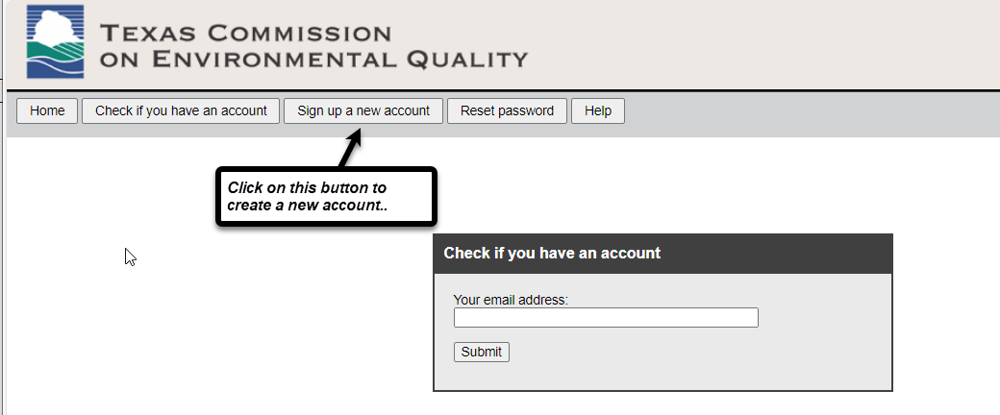 TEXAS COMMISSION
ON ENVIRONMENTAL QUALITY
Home Check if you have an account Sign up a new account Reset password Help
Click on this button to
create a new account..
Check if you have an account
Your email address:
Submit